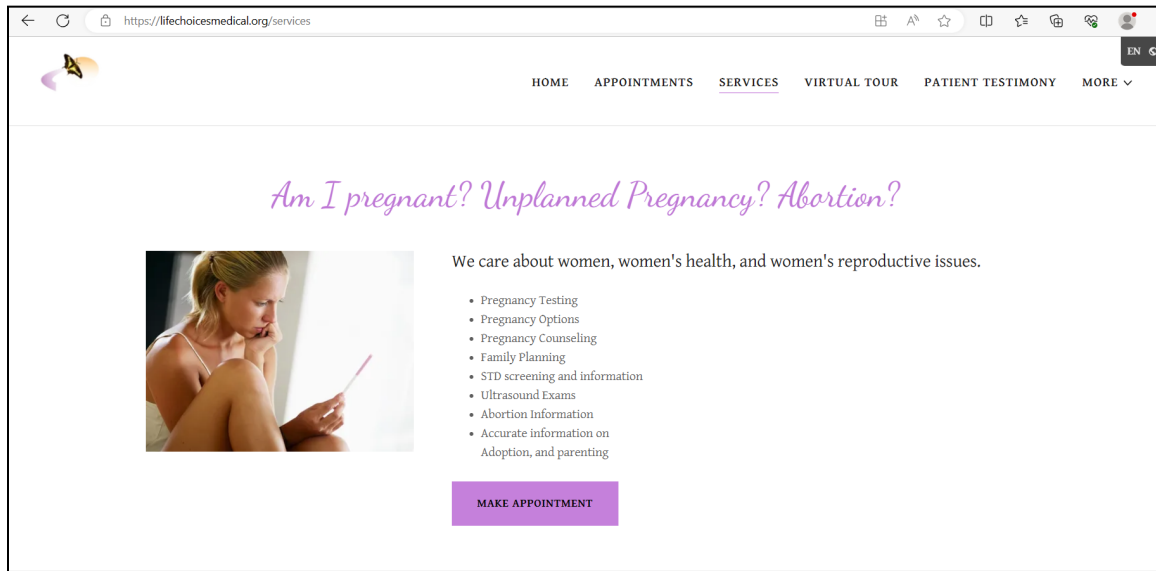 https://lifechoicesmedical.org/services
EN
HOME APPOINTMENTS SERVICES VIRTUAL TOUR PATIENT TESTIMONY MORE
Am I pregnant? Unplanned Pregnancy? Abortion?
We care about women, women's health, and women's reproductive issues.
• Pregnancy Testing
• Pregnancy Options
• Pregnancy Counseling
• Family Planning
• STD screening and information
• Ultrasound Exams
• Abortion Information
• Accurate information on
Adoption, and parenting
MAKE APPOINTMENT